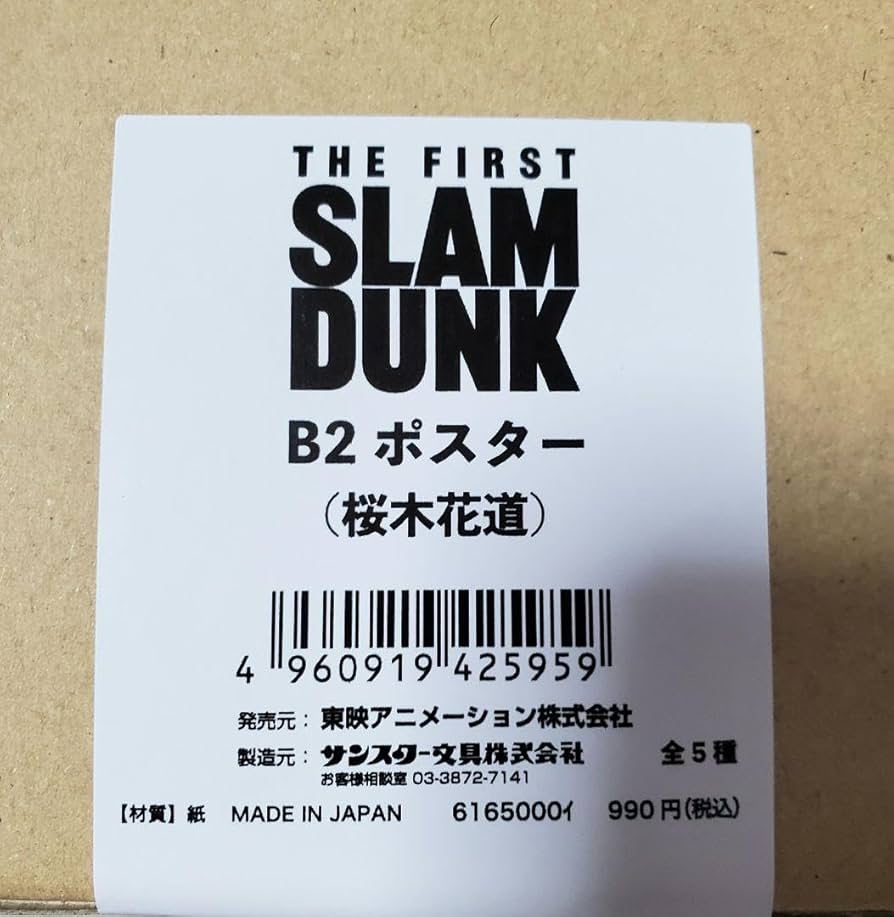 THE FIRST
SLAM
DUNK
B2 ポスター
（桜木花道）
4 960919 425959
発売元： 東映アニメーション株式会社
製造元： サンスター文具株式会社 全5種
お客様相談室 03-3872-7141
【材質】紙 MADE IN JAPAN 6165000ｲ 990円（税込）